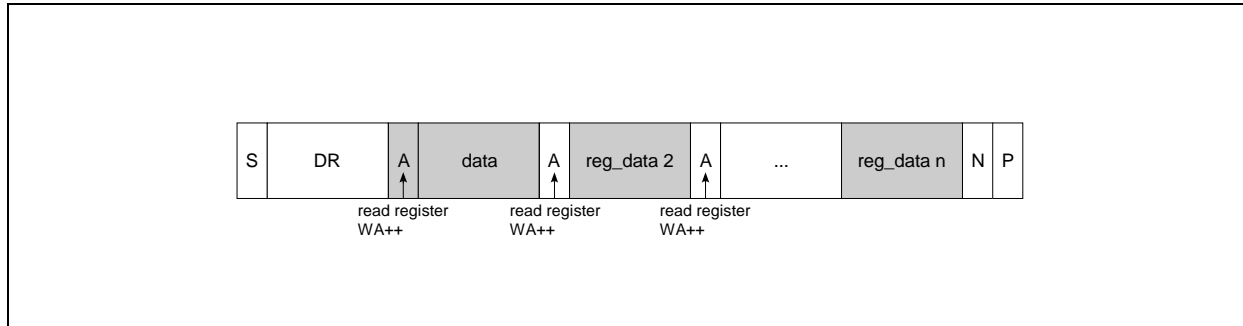 S DR A data A reg_data 2 A ... reg_data n N P
read register read register read register
WA++ WA++ WA++